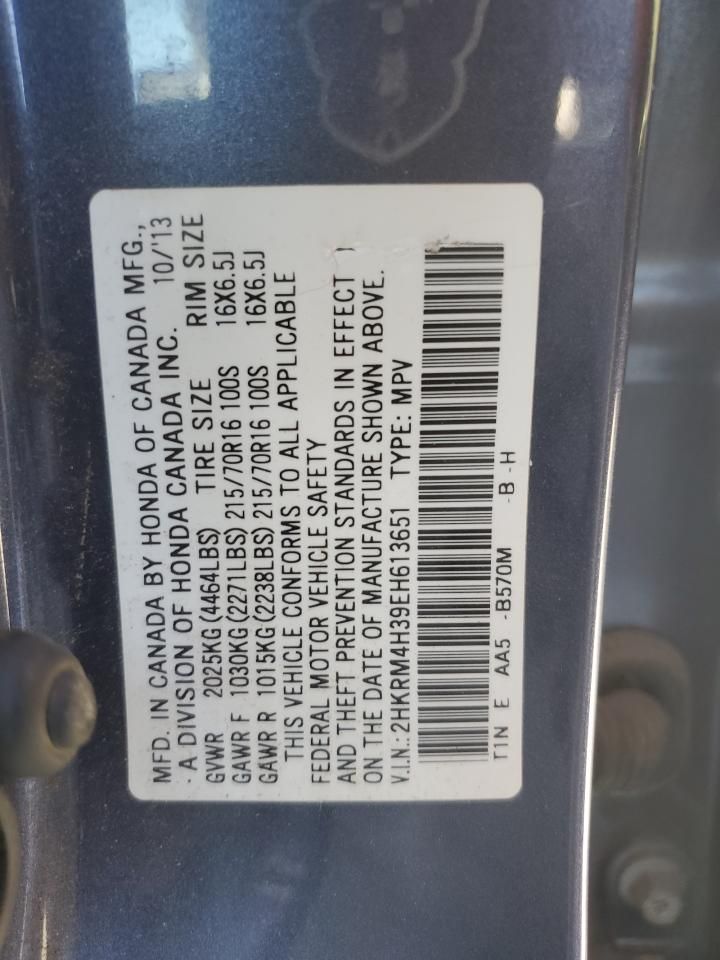 MFD. IN CANADA BY HONDA OF CANADA MFG.,
· A DIVISION OF HONDA CANADA INC. 10/'13
GVWR 2025KG(4464LBS) TIRE SIZE RIM SIZE
GAWR F 1030KG(2271LBS) 215/70R16 100S 16X6.5J
GAWR R 1015KG(2238LBS) 215/70R16 100S 16X6.5J
THIS VEHICLE CONFORMS TO ALL APPLICABLE
FEDERAL MOTOR VEHICLE SAFETY
AND THEFT PREVENTION STANDARDS IN EFFECT
ON THE DATE OF MANUFACTURE SHOWN ABOVE.
V.I.N.: 2HKRM4H39EH613651 TYPE: MPV
T1N E AA5 -B570M -B-H